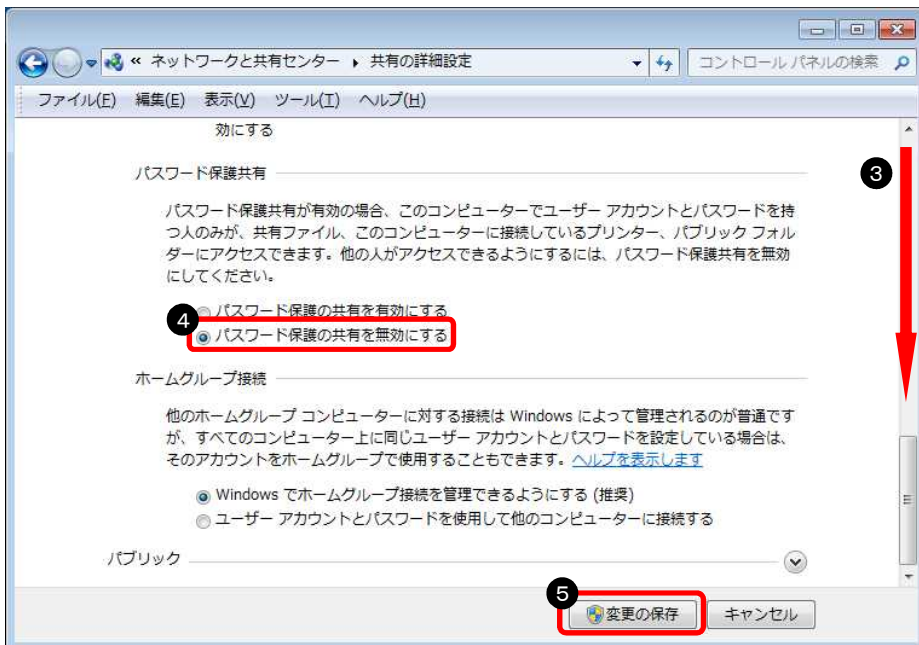 « ネットワークと共有センター ▸ 共有の詳細設定
コントロール パネルの検索
ファイル(F) 編集(E) 表示(V) ツール(T) ヘルプ(H)
効にする
パスワード保護共有
3
パスワード保護共有が有効の場合、このコンピューターでユーザー アカウントとパスワードを持
つ人のみが、共有ファイル、このコンピューターに接続しているプリンター、パブリック フォル
ダーにアクセスできます。他の人がアクセスできるようにするには、パスワード保護共有を無効
にしてください。
パスワード保護の共有を有効にする
4
パスワード保護の共有を無効にする
ホームグループ接続
他のホームグループ コンピューターに対する接続は Windows によって管理されるのが普通です
が、すべてのコンピューター上に同じユーザー アカウントとパスワードを設定している場合は、
そのアカウントをホームグループで使用することもできます。ヘルプを表示します
Windows でホームグループ接続を管理できるようにする (推奨)
ユーザー アカウントとパスワードを使用して他のコンピューターに接続する
パブリック
5
変更の保存 キャンセル